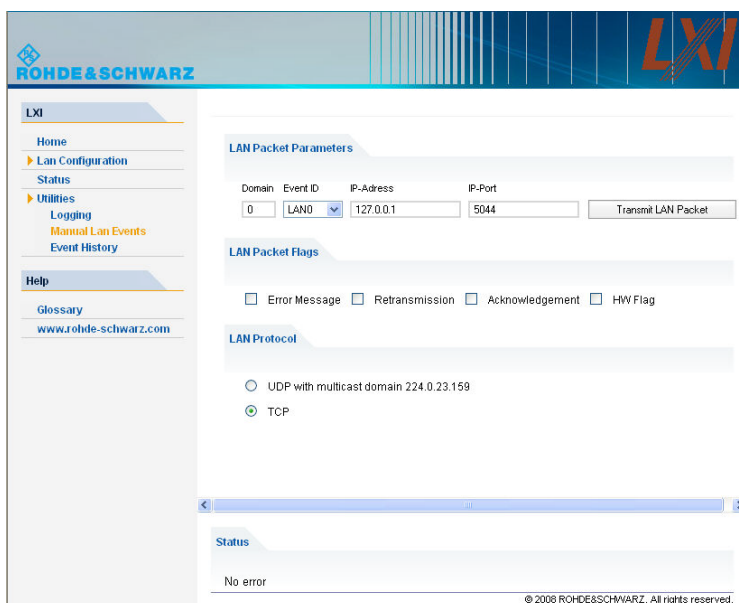 ROHDE&SCHWARZ
LXI
LXI
Home
Lan Configuration
Status
Utilities
Logging
Manual Lan Events
Event History
Help
Glossary
www.rohde-schwarz.com
LAN Packet Parameters
Domain Event ID IP-Adress IP-Port
0 LAN0 127.0.0.1 5044 Transmit LAN Packet
LAN Packet Flags
Error Message Retransmission Acknowledgement HW Flag
LAN Protocol
UDP with multicast domain 224.0.23.159
TCP
Status
No error
© 2008 ROHDE&SCHWARZ. All rights reserved.